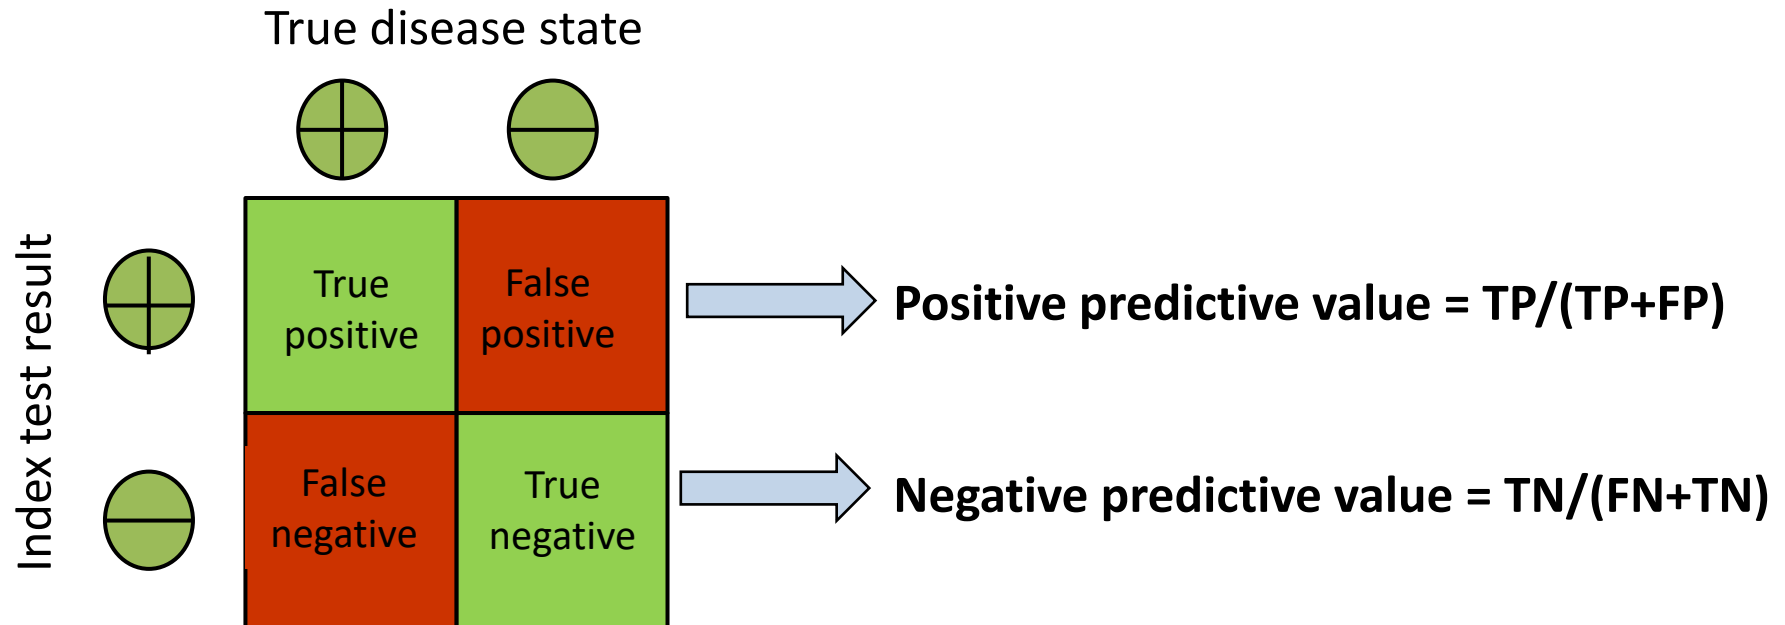 True disease state
Index test result
True
positive
False
positive
Positive predictive value = TP/(TP+FP)
False
negative
True
negative
Negative predictive value = TN/(FN+TN)